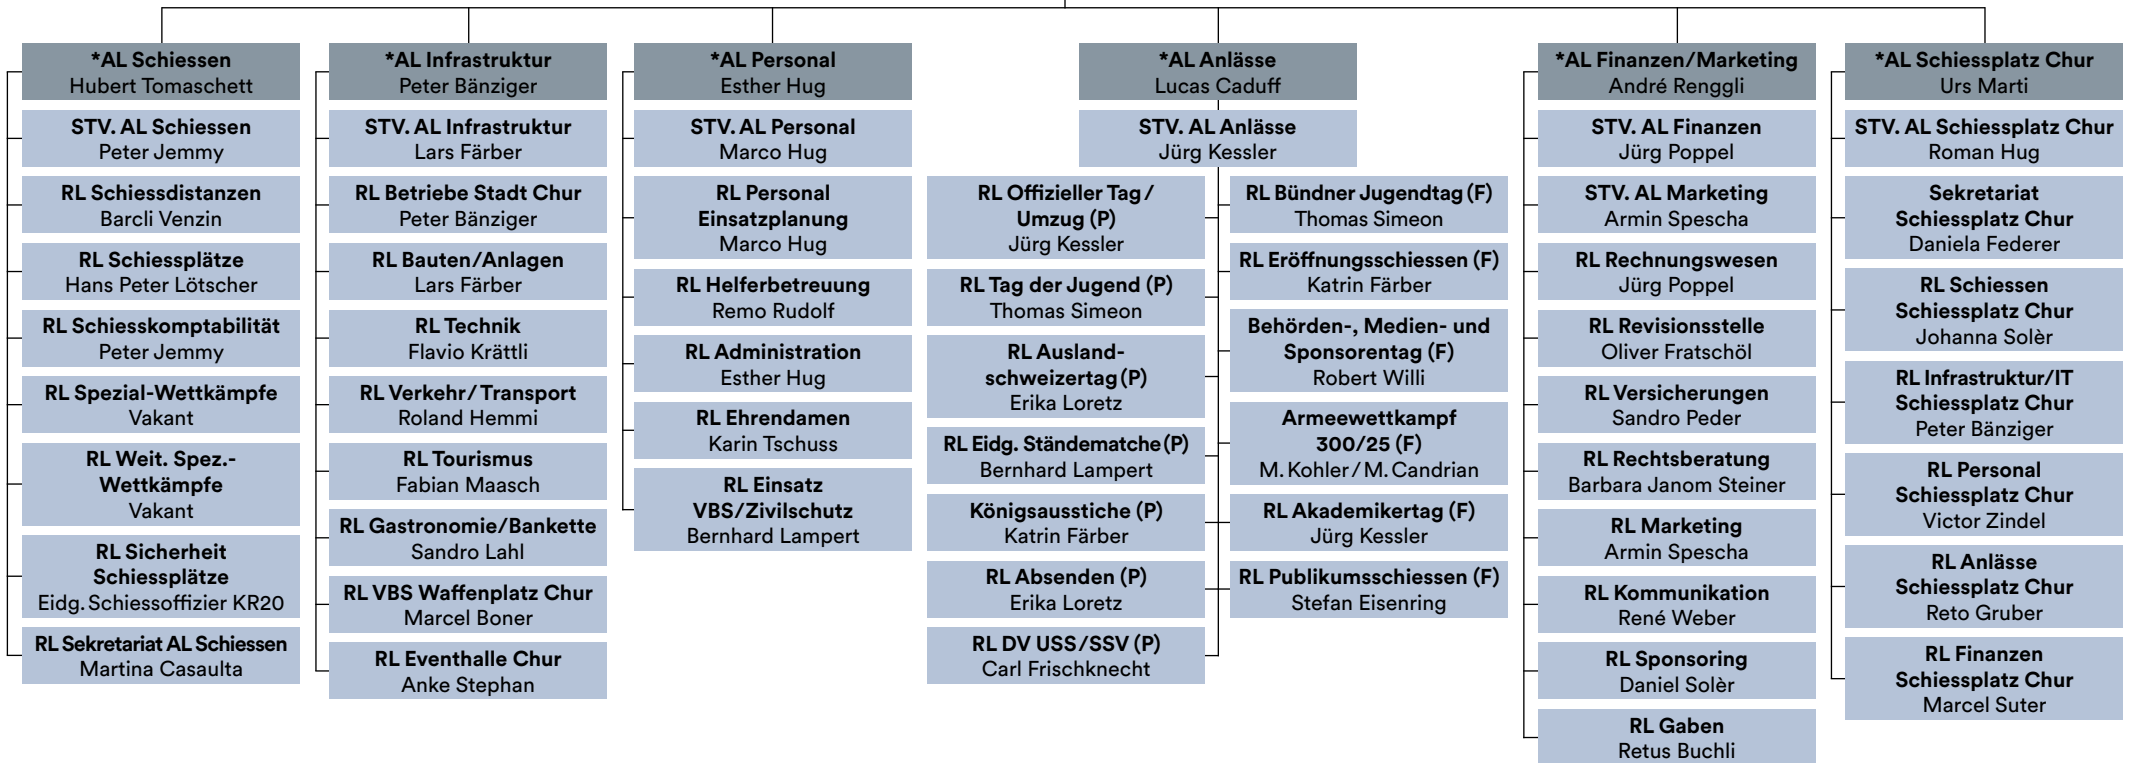 *AL Schiessen
Hubert Tomaschett
STV. AL Schiessen
Peter Jemmy
RL Schiessdistanzen
Barcli Venzin
RL Schiessplätze
Hans Peter Lötscher
RL Schiesskomptabilität
Peter Jemmy
RL Spezial-Wettkämpfe
Vakant
RL Weit. Spez.-
Wettkämpfe
Vakant
RL Sicherheit
Schiessplätze
Eidg. Schiessoffizier KR20
RL Sekretariat AL Schiessen
Martina Casaulta
*AL Infrastruktur
Peter Bänziger
STV. AL Infrastruktur
Lars Färber
RL Betriebe Stadt Chur
Peter Bänziger
RL Bauten/Anlagen
Lars Färber
RL Technik
Flavio Krättli
RL Verkehr/Transport
Roland Hemmi
RL Tourismus
Fabian Maasch
RL Gastronomie/Bankette
Sandro Lahl
RL VBS Waffenplatz Chur
Marcel Boner
RL Eventhalle Chur
Anke Stephan
*AL Personal
Esther Hug
STV. AL Personal
Marco Hug
RL Personal
Einsatzplanung
Marco Hug
RL Helferbetreuung
Remo Rudolf
RL Administration
Esther Hug
RL Ehrendamen
Karin Tschuss
RL Einsatz
VBS/Zivilschutz
Bernhard Lampert
*AL Anlässe
Lucas Caduff
STV. AL Anlässe
Jürg Kessler
RL Offizieller Tag/
Umzug (P)
Jürg Kessler
RL Tag der Jugend (P)
Thomas Simeon
RL Ausland-
schweizertag (P)
Erika Loretz
RL Eidg. Ständematche (P)
Bernhard Lampert
Königsausstiche (P)
Katrin Färber
RL Absenden (P)
Erika Loretz
RL DV USS/SSV (P)
Carl Frischknecht
RL Bündner Jugendtag (F)
Thomas Simeon
RL Eröffnungsschiessen (F)
Katrin Färber
Behörden-, Medien- und
Sponsorentag (F)
Robert Willi
Armeewettkampf
300/25 (F)
M. Kohler / M. Candrian
RL Akademikertag (F)
Jürg Kessler
RL Publikumsschiessen (F)
Stefan Eisenring
*AL Finanzen/Marketing
André Renggli
STV. AL Finanzen
Jürg Poppel
STV. AL Marketing
Armin Spescha
RL Rechnungswesen
Jürg Poppel
RL Revisionsstelle
Oliver Fratschöl
RL Versicherungen
Sandro Peder
RL Rechtsberatung
Barbara Janom Steiner
RL Marketing
Armin Spescha
RL Kommunikation
René Weber
RL Sponsoring
Daniel Solèr
RL Gaben
Retus Buchli
*AL Schiessplatz Chur
Urs Marti
STV. AL Schiessplatz Chur
Roman Hug
Sekretariat
Schiessplatz Chur
Daniela Federer
RL Schiessen
Schiessplatz Chur
Johanna Solèr
RL Infrastruktur/IT
Schiessplatz Chur
Peter Bänziger
RL Personal
Schiessplatz Chur
Victor Zindel
RL Anlässe
Schiessplatz Chur
Reto Gruber
RL Finanzen
Schiessplatz Chur
Marcel Suter